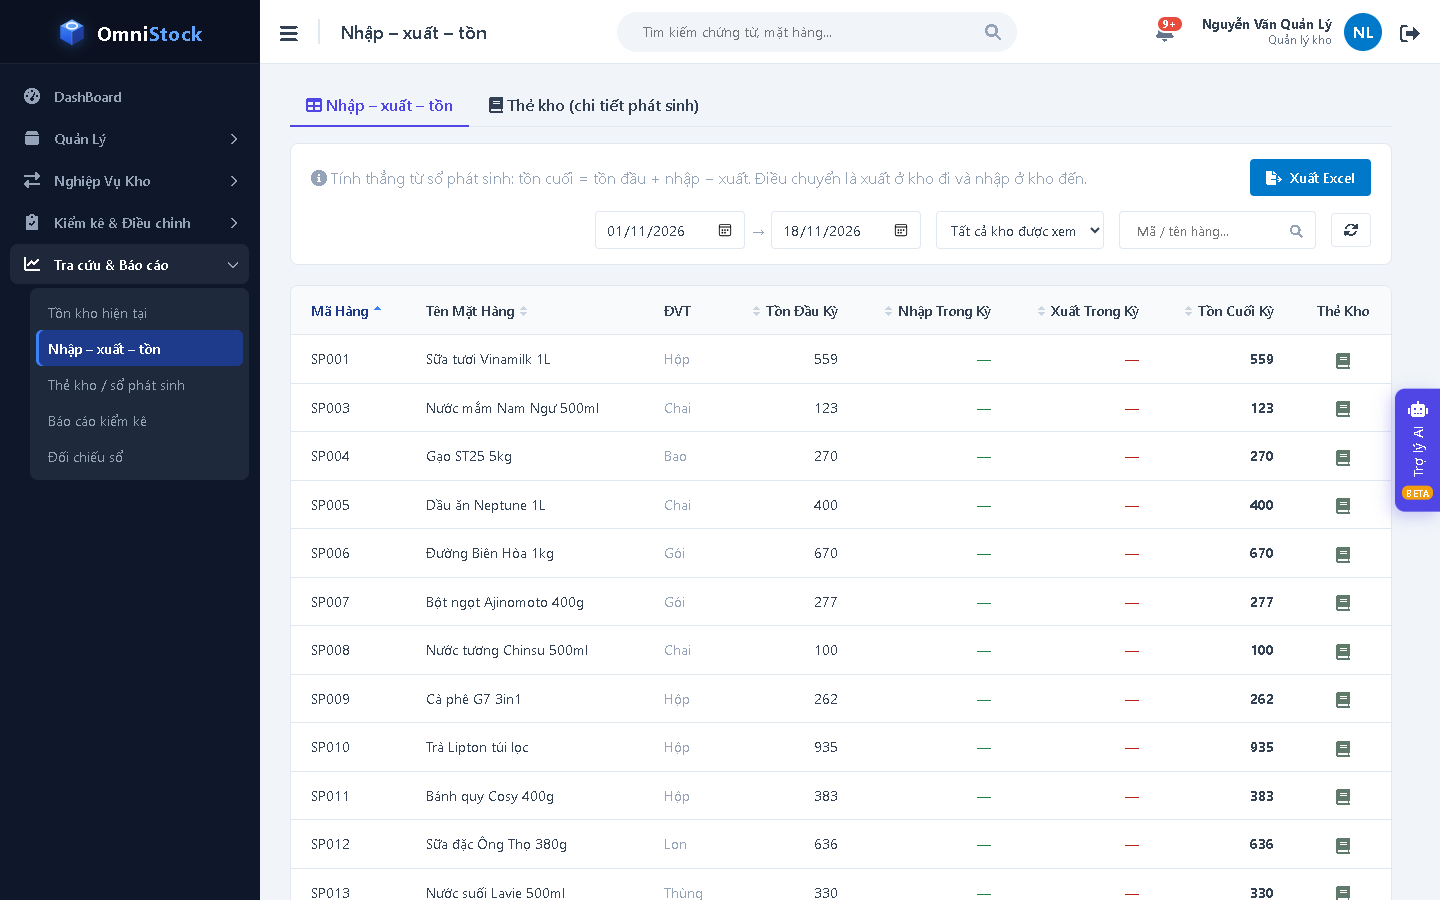 OmniStock
Nhập – xuất – tồn
Tìm kiếm chứng từ, mặt hàng...
9+
Nguyễn Văn Quản Lý
Quản lý kho
NL
DashBoard
Quản Lý
Nghiệp Vụ Kho
Kiểm kê & Điều chỉnh
Tra cứu & Báo cáo
Tồn kho hiện tại
Nhập – xuất – tồn
Thẻ kho / sổ phát sinh
Báo cáo kiểm kê
Đối chiếu sổ
Nhập – xuất – tồn
Thẻ kho (chi tiết phát sinh)
Tính thẳng từ sổ phát sinh: tồn cuối = tồn đầu + nhập − xuất. Điều chuyển là xuất ở kho đi và nhập ở kho đến.
Xuất Excel
01/11/2026 → 18/11/2026 Tất cả kho được xem Mã / tên hàng...
Mã Hàng Tên Mặt Hàng ĐVT Tồn Đầu Kỳ Nhập Trong Kỳ Xuất Trong Kỳ Tồn Cuối Kỳ Thẻ Kho
SP001 Sữa tươi Vinamilk 1L Hộp 559 — — 559
SP003 Nước mắm Nam Ngư 500ml Chai 123 — — 123
SP004 Gạo ST25 5kg Bao 270 — — 270
SP005 Dầu ăn Neptune 1L Chai 400 — — 400
SP006 Đường Biên Hòa 1kg Gói 670 — — 670
SP007 Bột ngọt Ajinomoto 400g Gói 277 — — 277
SP008 Nước tương Chinsu 500ml Chai 100 — — 100
SP009 Cà phê G7 3in1 Hộp 262 — — 262
SP010 Trà Lipton túi lọc Hộp 935 — — 935
SP011 Bánh quy Cosy 400g Hộp 383 — — 383
SP012 Sữa đặc Ông Thọ 380g Lon 636 — — 636
SP013 Nước suối Lavie 500ml Thùng 330 — — 330
Trợ lý AI
BETA